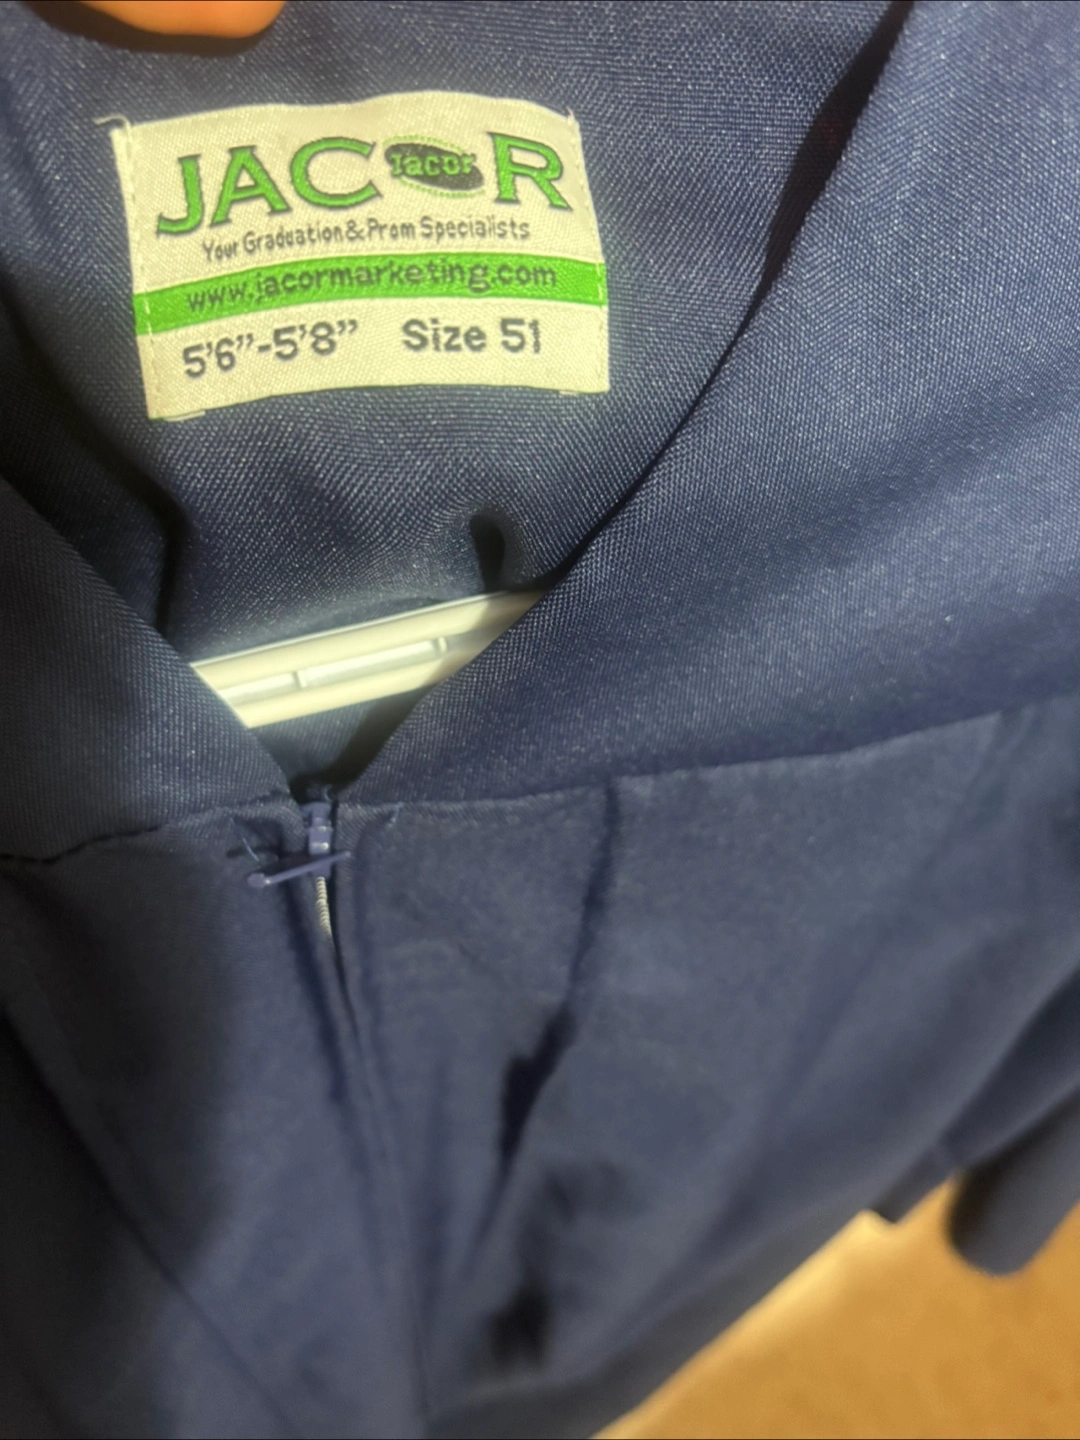 JACOR
Jacor
Your Graduation & Prom Specialists
www.jacormarketing.com
5'6”-5'8” Size 51